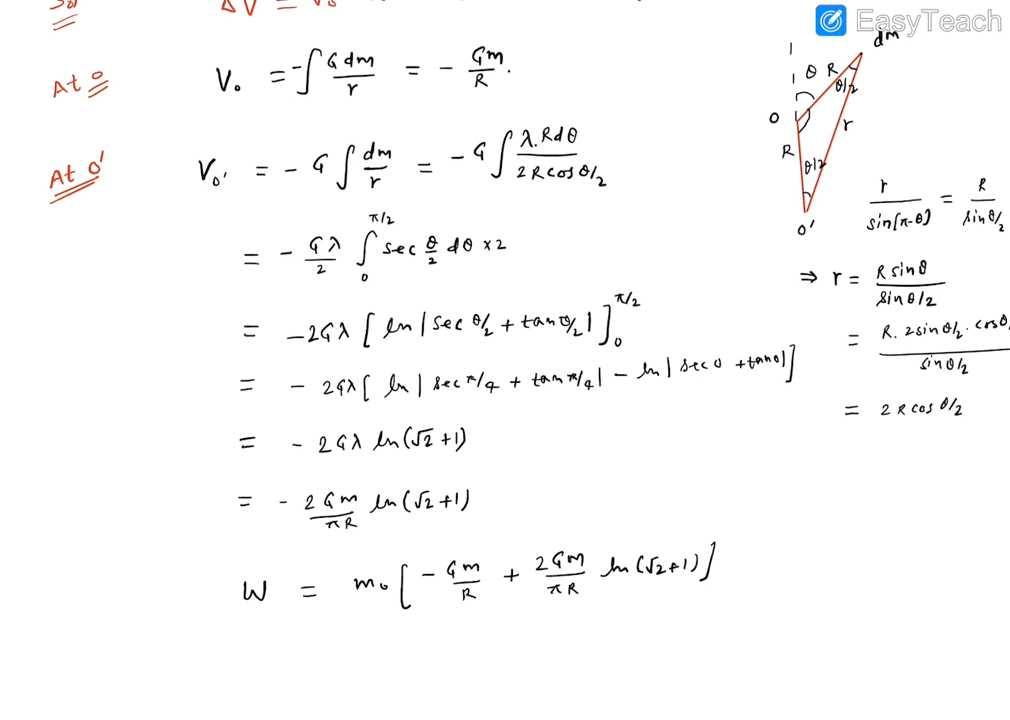 Sol ΔV = V₀
EasyTeach
At O V₀ = -∫ G dm / r = - Gm / R .
At O' V₀' = - G ∫ dm / r = - G ∫ λ. R dθ / 2R cos θ/2
= - Gλ / 2 ∫₀^π/2 sec θ/2 dθ × 2
= - 2Gλ [ ln | sec θ/2 + tan θ/2 | ]₀^π/2
= - 2Gλ [ ln | sec π/4 + tan π/4 | - ln | sec 0 + tan 0 | ]
= - 2Gλ ln (√2 + 1)
= - 2Gm / πR ln (√2 + 1)
W = m₀ [ - Gm / R + 2Gm / πR ln (√2 + 1) ]
dm
θ R θ/2
O r
R θ/2
O'
r / sin(π-θ) = R / sin θ/2
⇒ r = R sin θ / sin θ/2
= R. 2 sin θ/2 . cos θ / sin θ/2
= 2 R cos θ/2